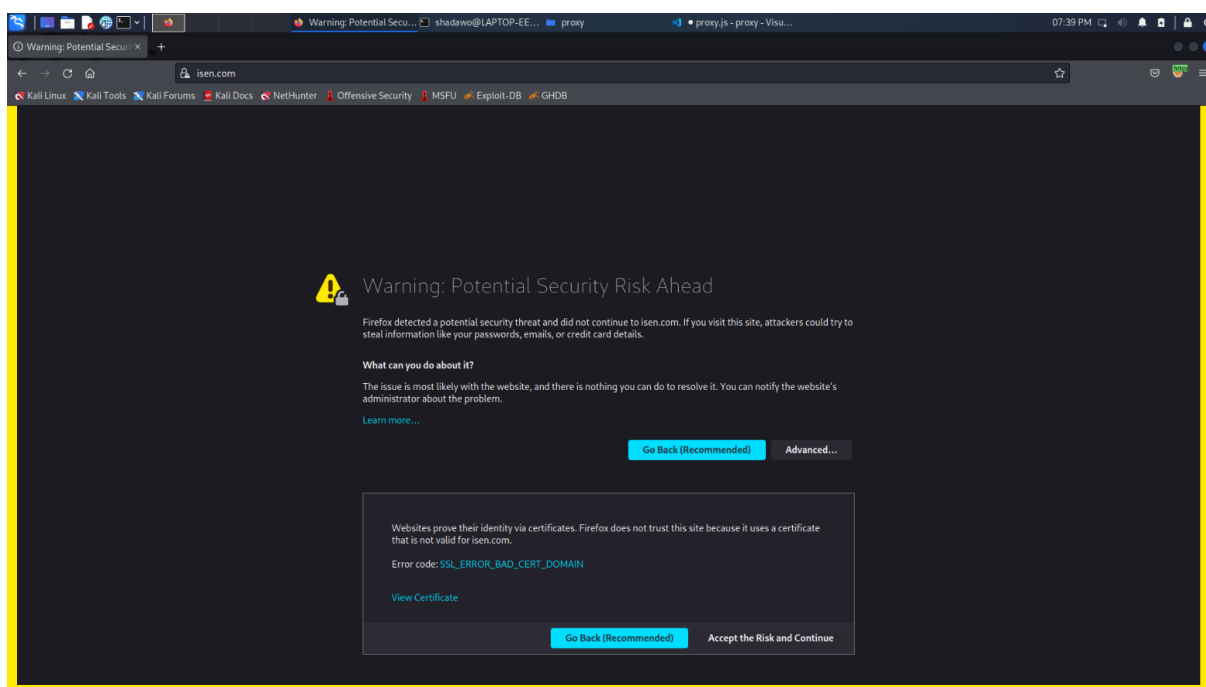 Warning: Potential Secu... shadawo@LAPTOP-EE... proxy proxy.js - proxy - Visu... 07:39 PM
Warning: Potential Securi
isen.com
Kali Linux Kali Tools Kali Forums Kali Docs NetHunter Offensive Security MSFU Exploit-DB GHDB
Warning: Potential Security Risk Ahead
Firefox detected a potential security threat and did not continue to isen.com. If you visit this site, attackers could try to
steal information like your passwords, emails, or credit card details.
What can you do about it?
The issue is most likely with the website, and there is nothing you can do to resolve it. You can notify the website's
administrator about the problem.
Learn more...
Go Back (Recommended) Advanced...
Websites prove their identity via certificates. Firefox does not trust this site because it uses a certificate
that is not valid for isen.com.
Error code: SSL_ERROR_BAD_CERT_DOMAIN
View Certificate
Go Back (Recommended) Accept the Risk and Continue